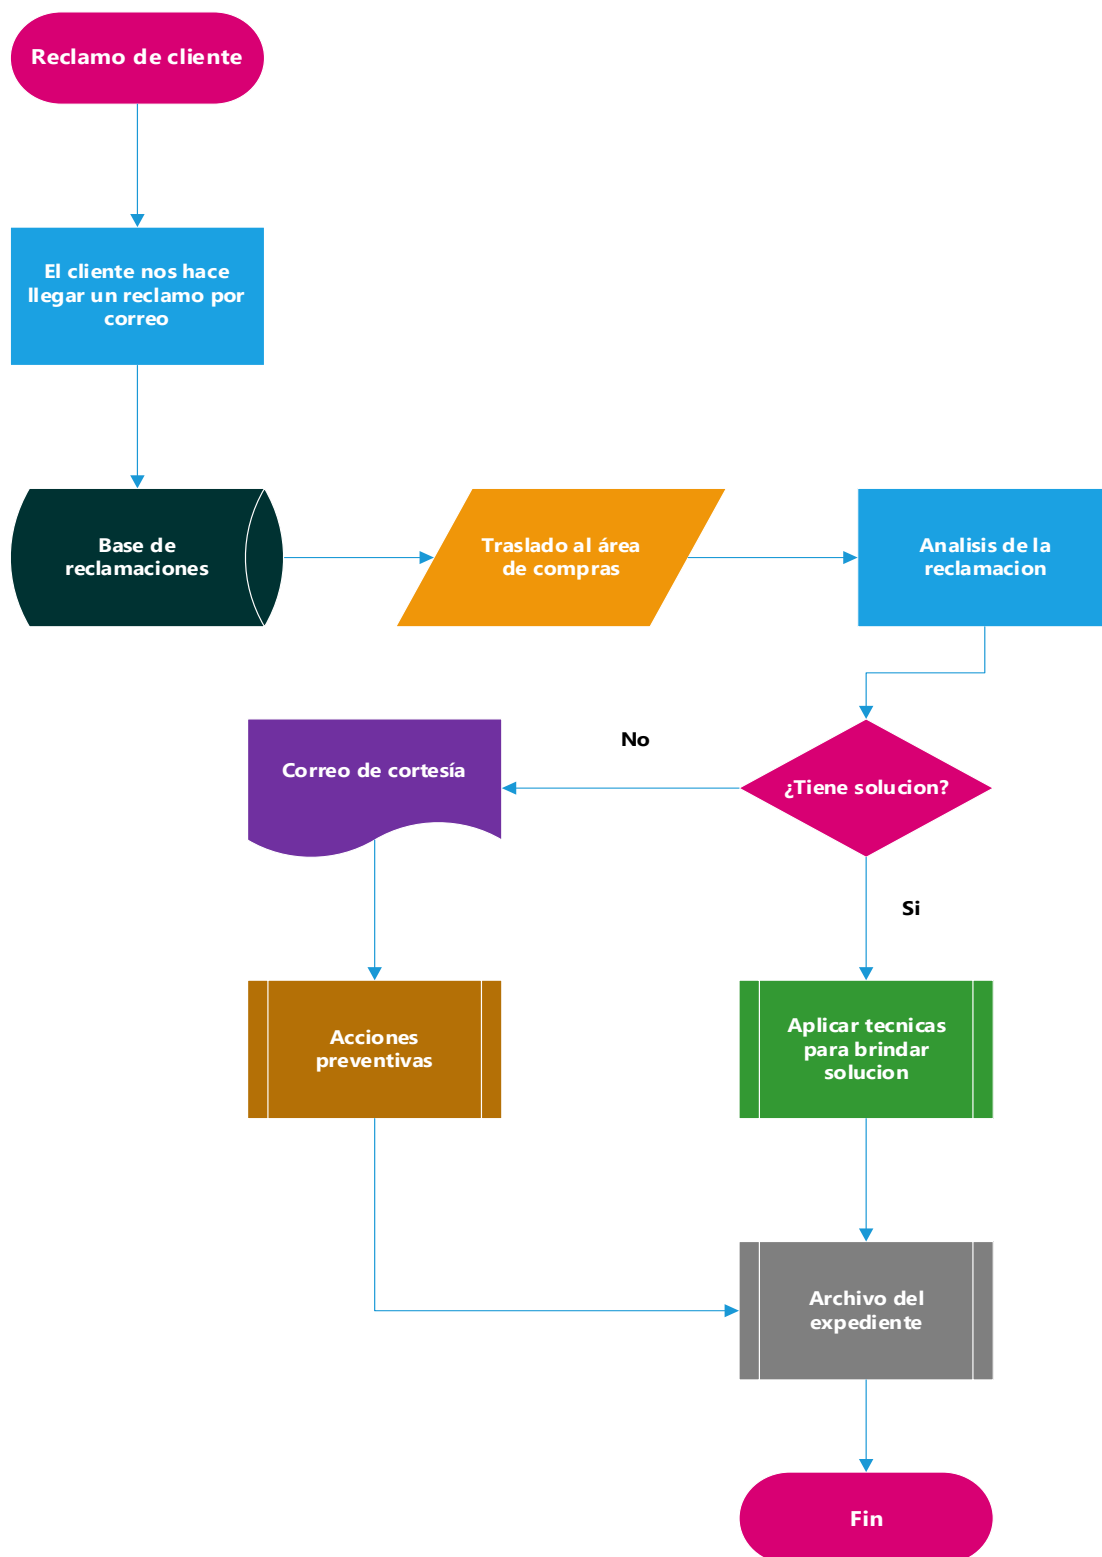 Reclamo de cliente
El cliente nos hace
llegar un reclamo por
correo
Base de
reclamaciones
Traslado al área
de compras
Analisis de la
reclamacion
No
Correo de cortesía
¿Tiene solucion?
Si
Acciones
preventivas
Aplicar tecnicas
para brindar
solucion
Archivo del
expediente
Fin